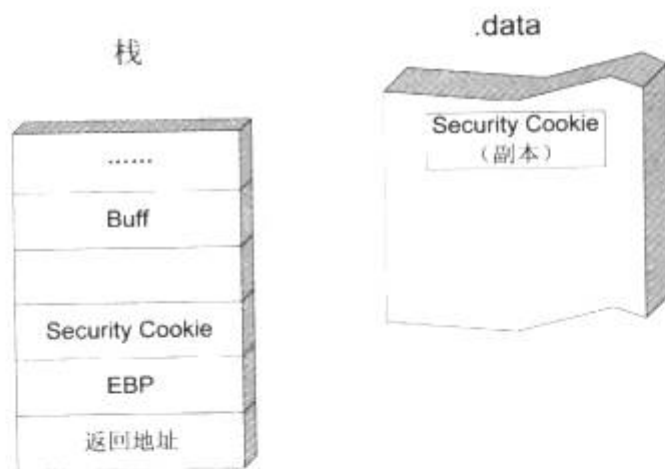 栈
.data
......
Buff
Security Cookie
EBP
返回地址
Security Cookie
（副本）